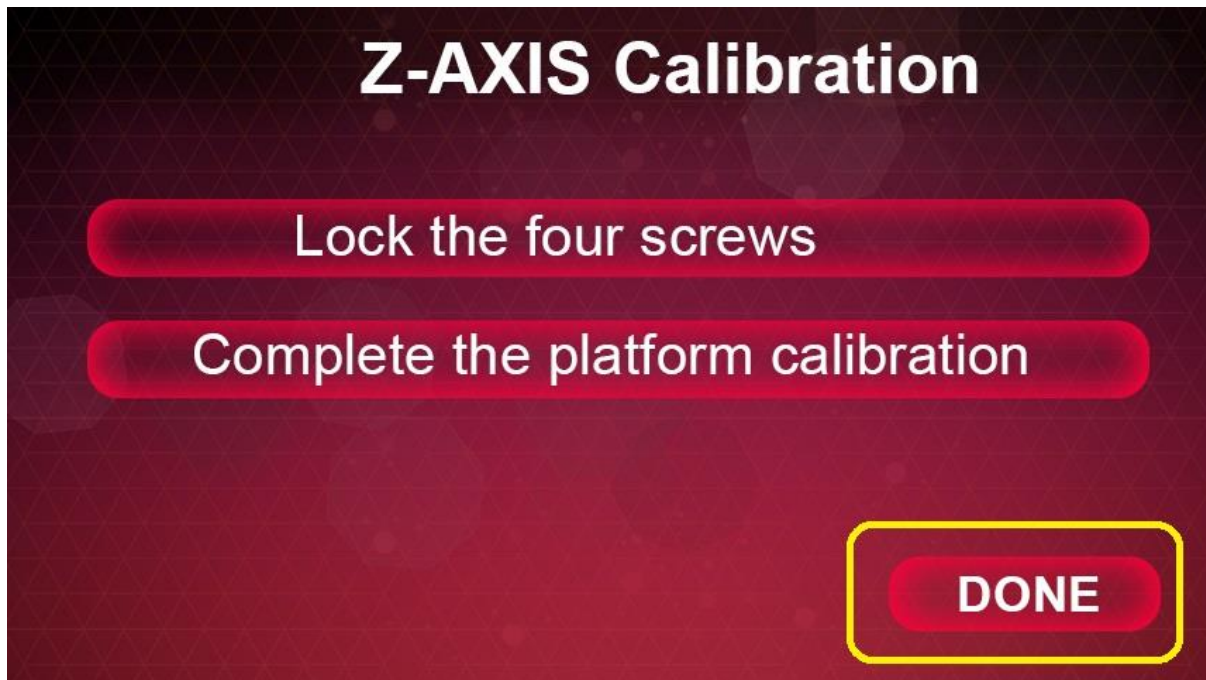 Z-AXIS Calibration
Lock the four screws
Complete the platform calibration
DONE